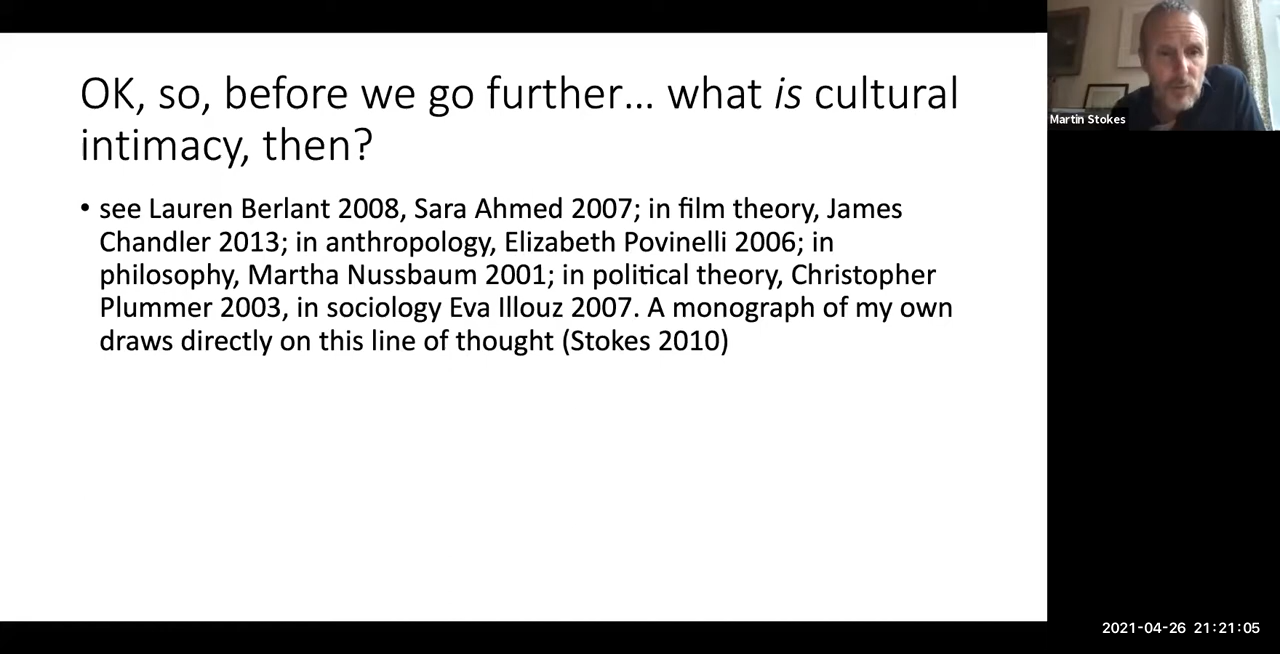 OK, so, before we go further... what is cultural
intimacy, then?
• see Lauren Berlant 2008, Sara Ahmed 2007; in film theory, James
Chandler 2013; in anthropology, Elizabeth Povinelli 2006; in
philosophy, Martha Nussbaum 2001; in political theory, Christopher
Plummer 2003, in sociology Eva Illouz 2007. A monograph of my own
draws directly on this line of thought (Stokes 2010)
Martin Stokes
2021-04-26 21:21:05